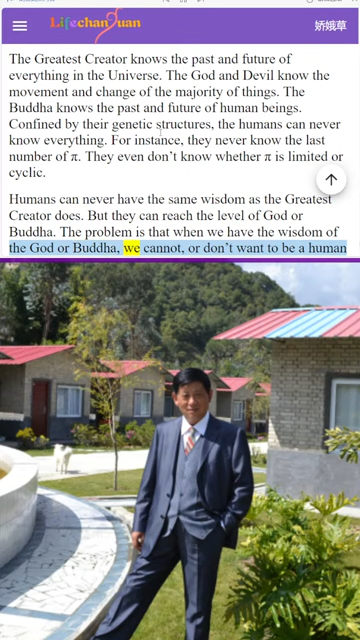 Lifechanyuan
娇娥草
The Greatest Creator knows the past and future of
everything in the Universe. The God and Devil know the
movement and change of the majority of things. The
Buddha knows the past and future of human beings.
Confined by their genetic structures, the humans can never
know everything. For instance, they never know the last
number of π. They even don’t know whether π is limited or
cyclic.
Humans can never have the same wisdom as the Greatest
Creator does. But they can reach the level of God or
Buddha. The problem is that when we have the wisdom of
the God or Buddha, we cannot, or don’t want to be a human